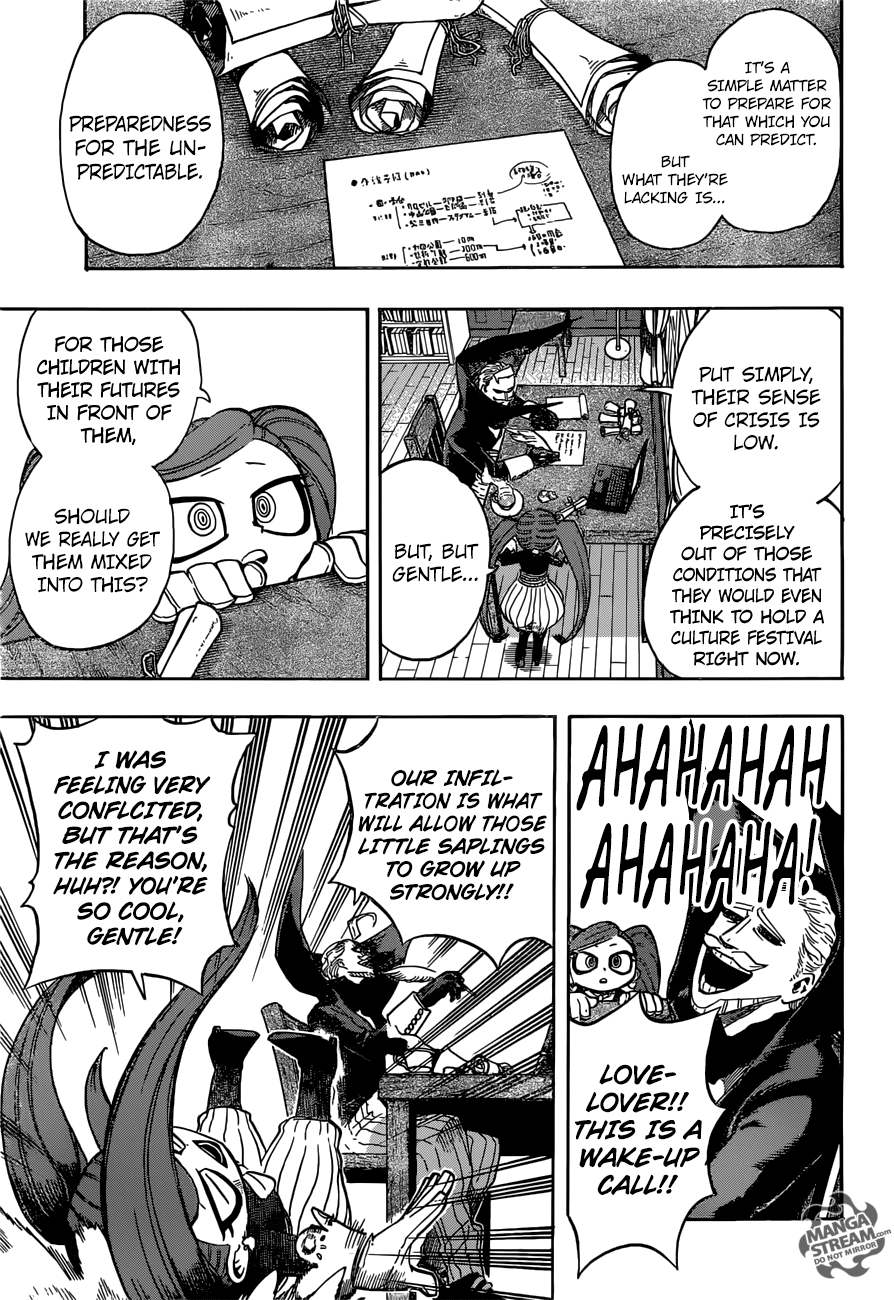 IT'S A
SIMPLE MATTER
TO PREPARE FOR
THAT WHICH YOU
CAN PREDICT.
BUT
WHAT THEY'RE
LACKING IS...
PREPAREDNESS
FOR THE UN-
PREDICTABLE.
PUT SIMPLY,
THEIR SENSE
OF CRISIS IS
LOW.
IT'S
PRECISELY
OUT OF THOSE
CONDITIONS THAT
THEY WOULD EVEN
THINK TO HOLD A
CULTURE FESTIVAL
RIGHT NOW.
BUT, BUT
GENTLE...
FOR THOSE
CHILDREN WITH
THEIR FUTURES
IN FRONT OF
THEM,
SHOULD
WE REALLY GET
THEM MIXED
INTO THIS?
AHAHAHAH
AHAHAHA!
LOVE-
LOVER!!
THIS IS A
WAKE-UP
CALL!!
OUR INFIL-
TRATION IS WHAT
WILL ALLOW THOSE
LITTLE SAPLINGS
TO GROW UP
STRONGLY!!
I WAS
FEELING VERY
CONFLCITED,
BUT THAT'S
THE REASON,
HUH?! YOU'RE
SO COOL,
GENTLE!
MANGA
STREAM.COM
DO NOT MIRROR!